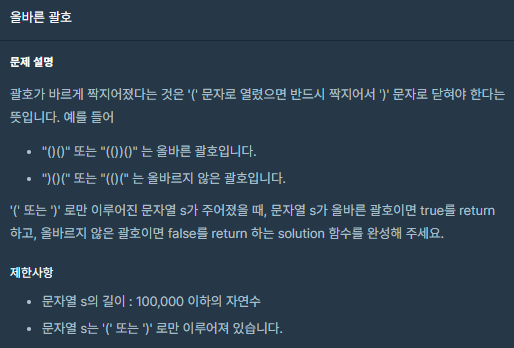 올바른 괄호
문제 설명
괄호가 바르게 짝지어졌다는 것은 '(' 문자로 열렸으면 반드시 짝지어서 ')' 문자로 닫혀야 한다는
뜻입니다. 예를 들어
• "()()" 또는 "(())()" 는 올바른 괄호입니다.
• ")()(" 또는 "(()(" 는 올바르지 않은 괄호입니다.
'(' 또는 ')' 로만 이루어진 문자열 s가 주어졌을 때, 문자열 s가 올바른 괄호이면 true를 return
하고, 올바르지 않은 괄호이면 false를 return 하는 solution 함수를 완성해 주세요.
제한사항
• 문자열 s의 길이 : 100,000 이하의 자연수
• 문자열 s는 '(' 또는 ')' 로만 이루어져 있습니다.